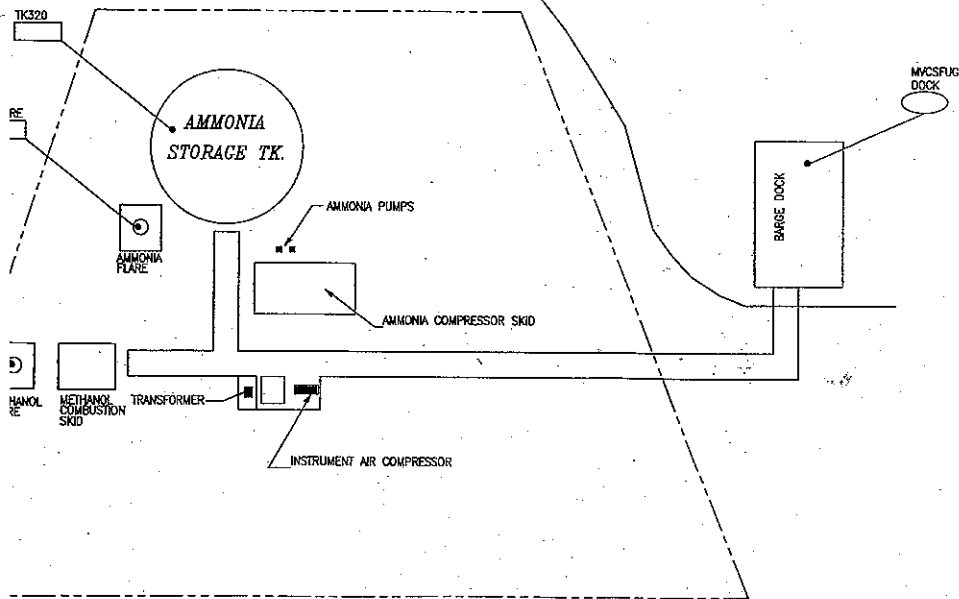 TK320
MVCSFUG
DOCK
RE
AMMONIA
STORAGE TK.
BARGE DOCK
AMMONIA PUMPS
AMMONIA
FLARE
AMMONIA COMPRESSOR SKID
HANOL
RE
METHANOL
COMBUSTION
SKID
TRANSFORMER
INSTRUMENT AIR COMPRESSOR